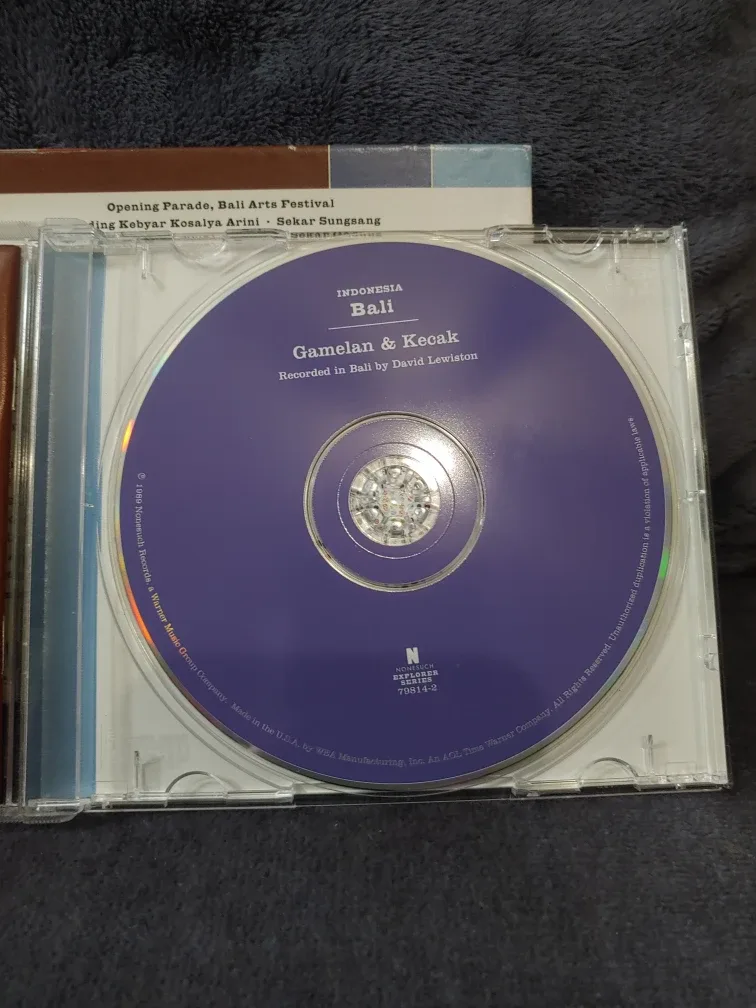 Opening Parade, Bali Arts Festival
ding Kebyar Kosalya Arini · Sekar Sungsang
INDONESIA
Bali
Gamelan & Kecak
Recorded in Bali by David Lewiston
N
NONESUCH
EXPLORER
SERIES
79814-2
℗ 1989 Nonesuch Records, a Warner Music Group Company. Made in the U.S.A. by WEA Manufacturing, Inc. An AOL Time Warner Company. All Rights Reserved. Unauthorized duplication is a violation of applicable laws